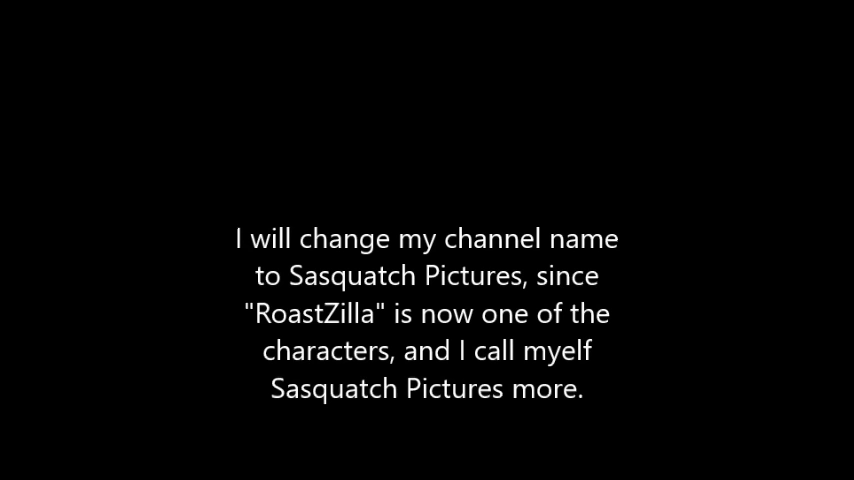 I will change my channel name
to Sasquatch Pictures, since
"RoastZilla" is now one of the
characters, and I call myelf
Sasquatch Pictures more.